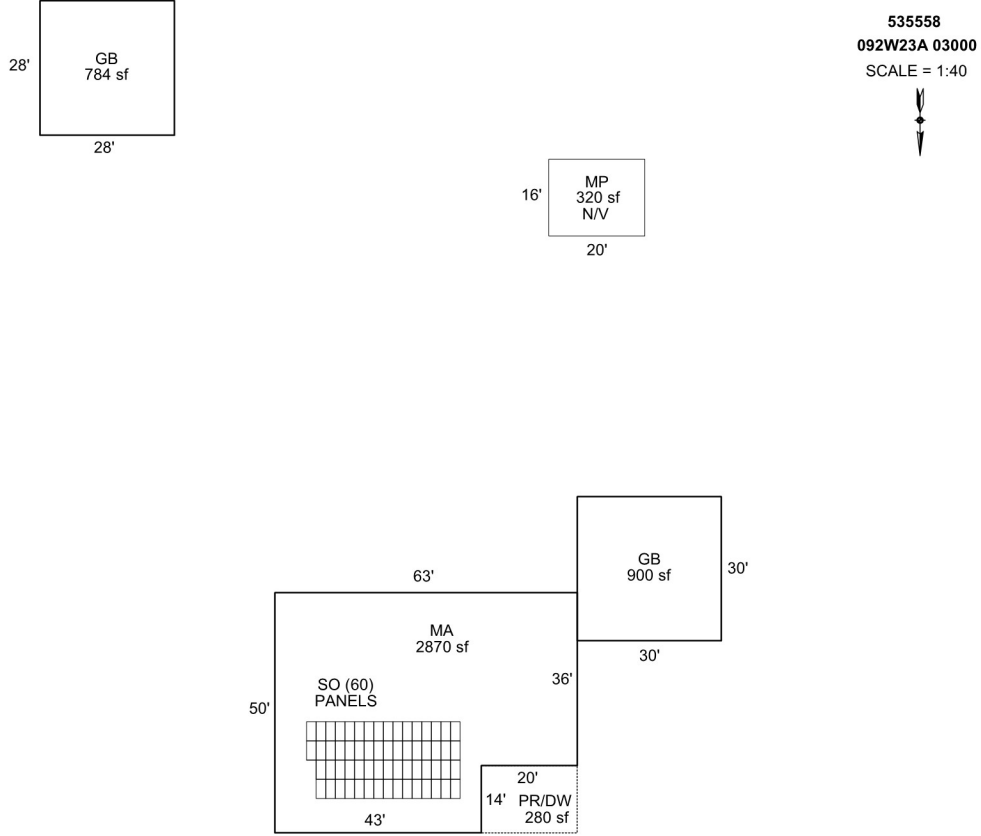 535558
092W23A 03000
SCALE = 1:40
28'
GB
784 sf
28'
16'
MP
320 sf
N/V
20'
GB
900 sf
30'
30'
63'
MA
2870 sf
36'
SO (60)
PANELS
50'
20'
14'
PR/DW
280 sf
43'